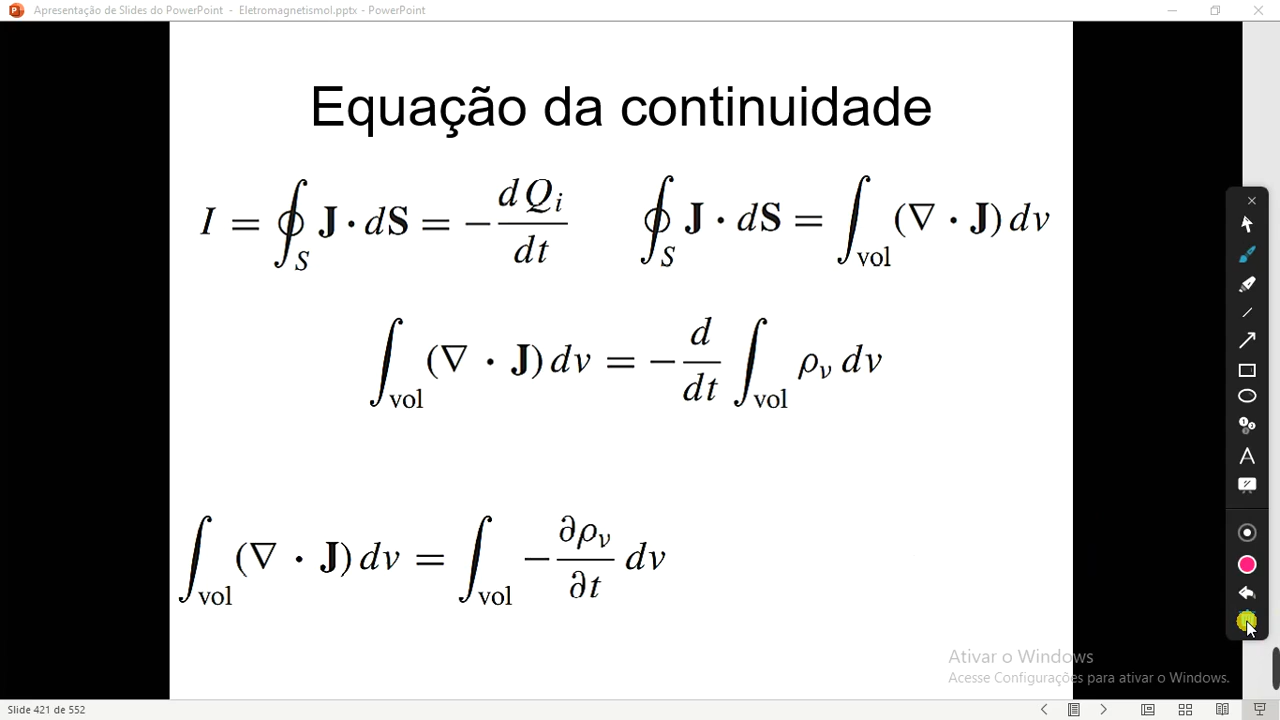 Apresentação de Slides do PowerPoint - Eletromagnetismol.pptx - PowerPoint
Equação da continuidade
I = ∮_S J · dS = − dQ_i/dt
∮_S J · dS = ∫_vol (∇ · J) dv
∫_vol (∇ · J) dv = − d/dt ∫_vol ρ_ν dv
∫_vol (∇ · J) dv = ∫_vol − ∂ρ_ν/∂t dv
Ativar o Windows
Acesse Configurações para ativar o Windows.
Slide 421 de 552